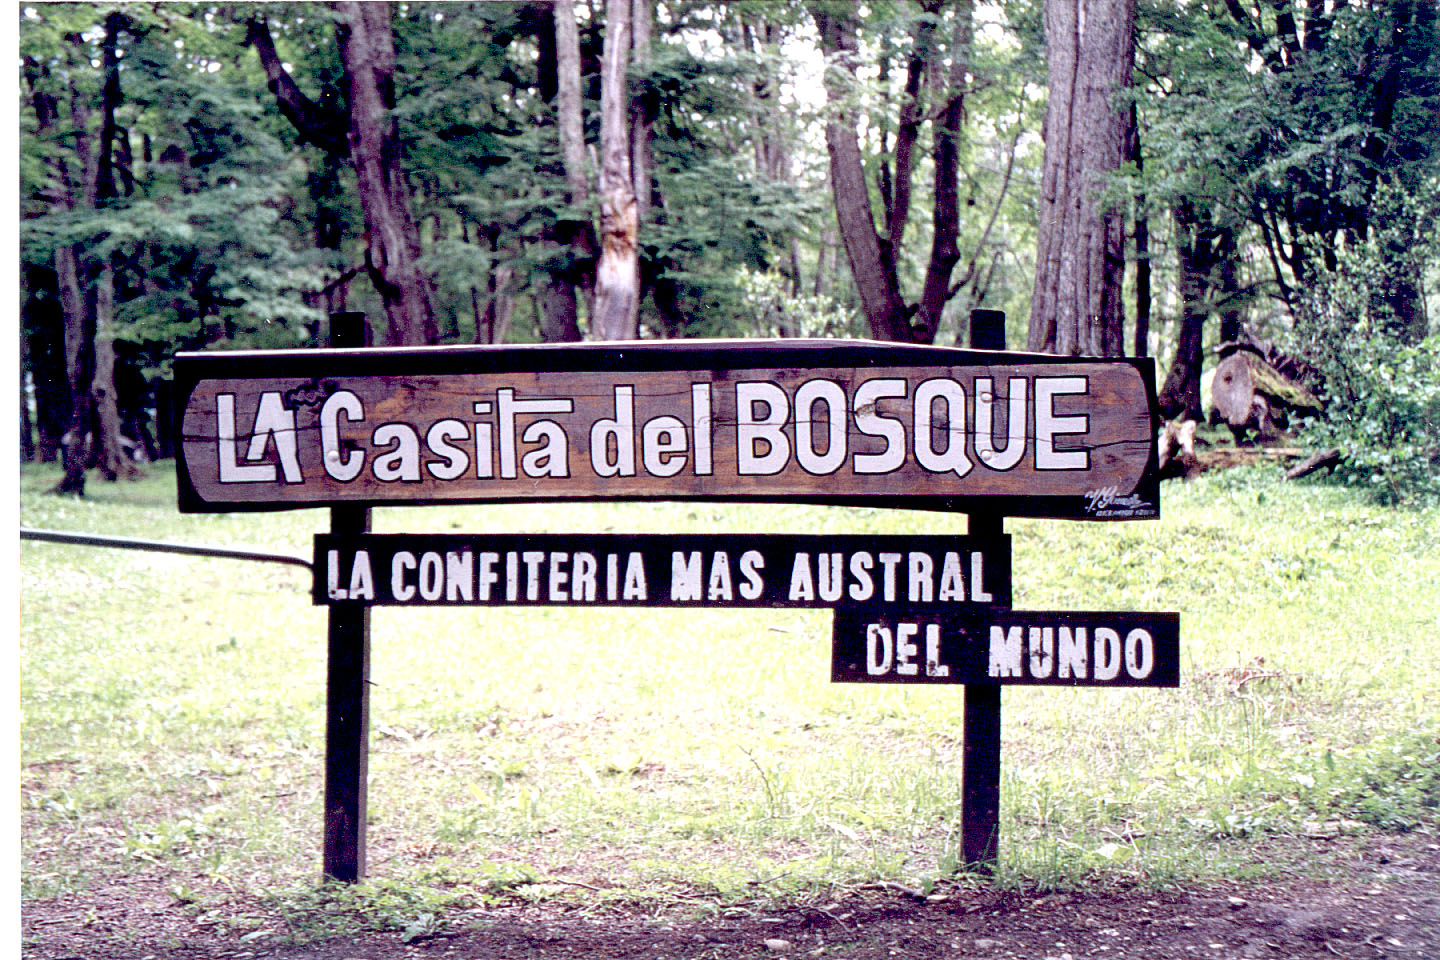 LA Casita del BOSQUE
LA CONFITERIA MAS AUSTRAL
DEL MUNDO